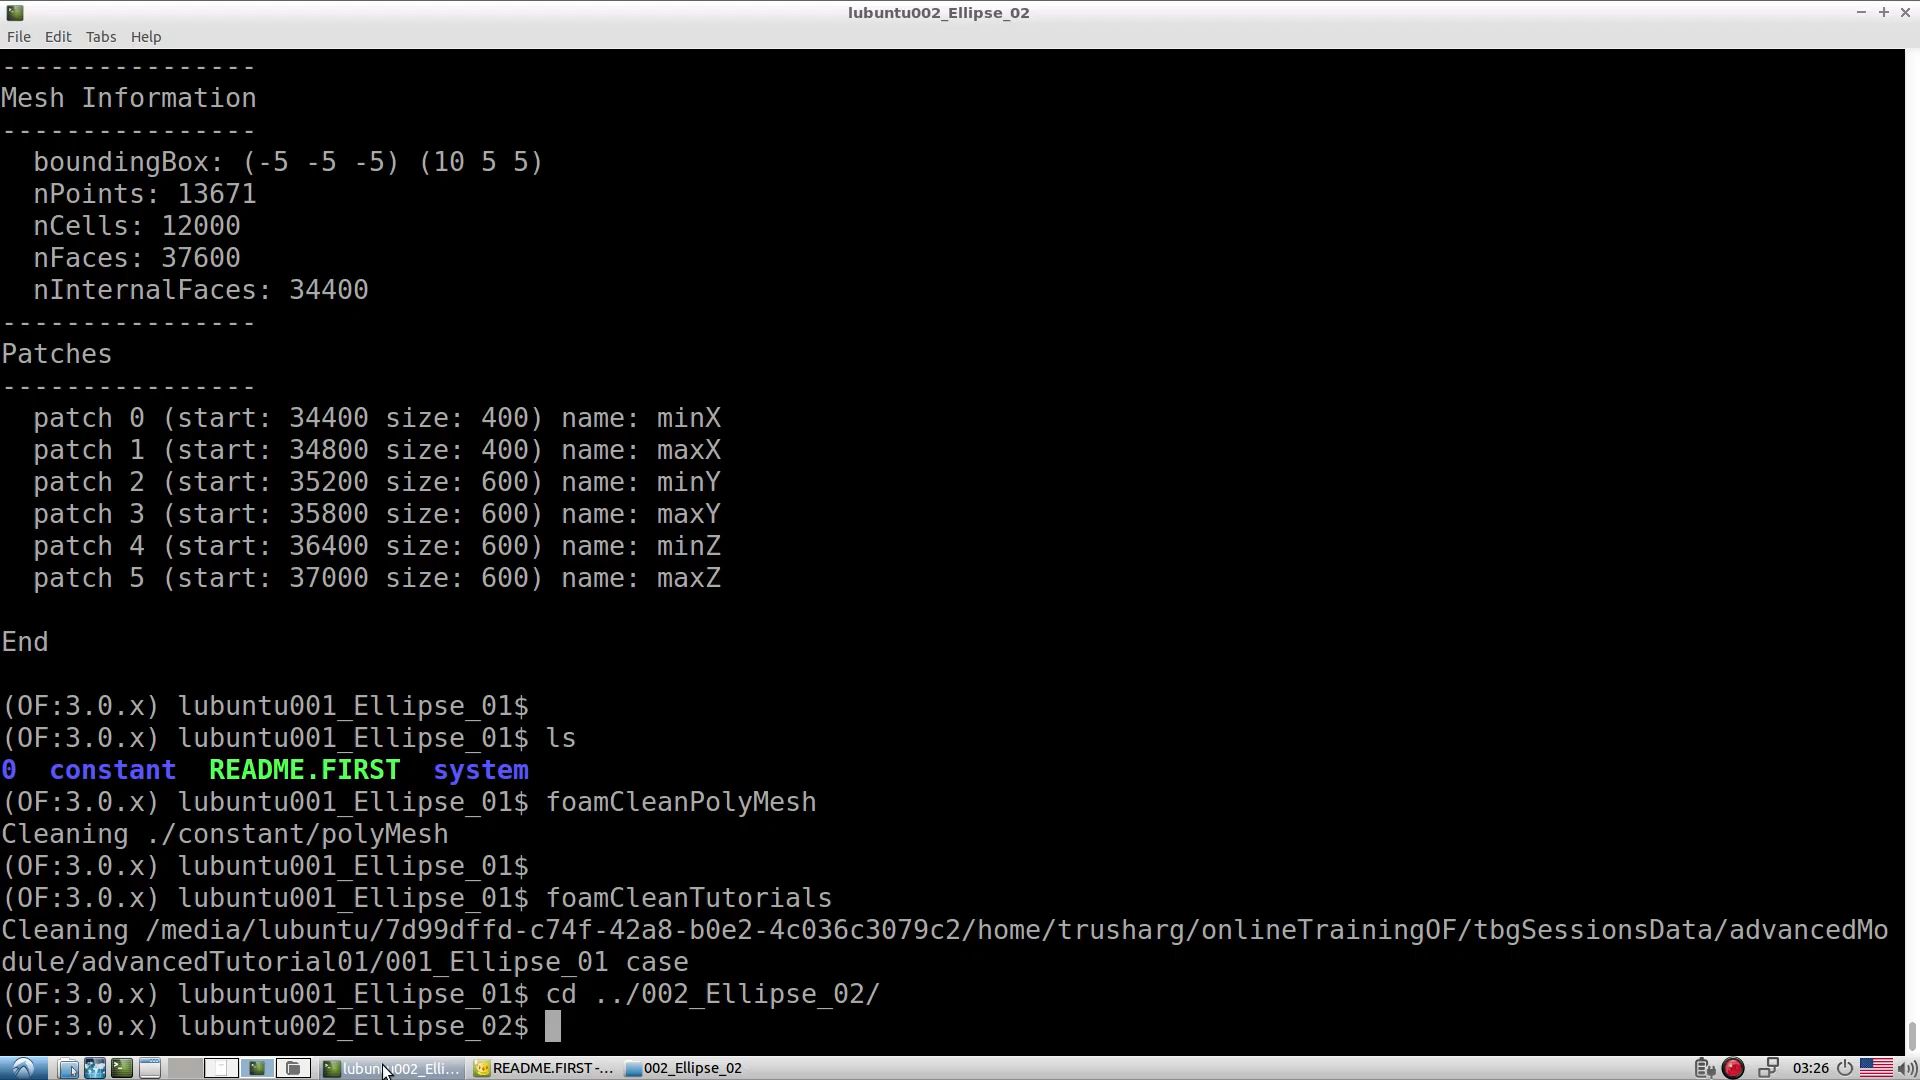 lubuntu002_Ellipse_02
File Edit Tabs Help
----------------
Mesh Information
----------------
  boundingBox: (-5 -5 -5) (10 5 5)
  nPoints: 13671
  nCells: 12000
  nFaces: 37600
  nInternalFaces: 34400
----------------
Patches
----------------
  patch 0 (start: 34400 size: 400) name: minX
  patch 1 (start: 34800 size: 400) name: maxX
  patch 2 (start: 35200 size: 600) name: minY
  patch 3 (start: 35800 size: 600) name: maxY
  patch 4 (start: 36400 size: 600) name: minZ
  patch 5 (start: 37000 size: 600) name: maxZ
End
(OF:3.0.x) lubuntu001_Ellipse_01$
(OF:3.0.x) lubuntu001_Ellipse_01$ ls
0  constant  README.FIRST  system
(OF:3.0.x) lubuntu001_Ellipse_01$ foamCleanPolyMesh
Cleaning ./constant/polyMesh
(OF:3.0.x) lubuntu001_Ellipse_01$
(OF:3.0.x) lubuntu001_Ellipse_01$ foamCleanTutorials
Cleaning /media/lubuntu/7d99dffd-c74f-42a8-b0e2-4c036c3079c2/home/trusharg/onlineTrainingOF/tbgSessionsData/advancedMo
dule/advancedTutorial01/001_Ellipse_01 case
(OF:3.0.x) lubuntu001_Ellipse_01$ cd ../002_Ellipse_02/
(OF:3.0.x) lubuntu002_Ellipse_02$
lubuntu002_Elli... README.FIRST -... 002_Ellipse_02 03:26